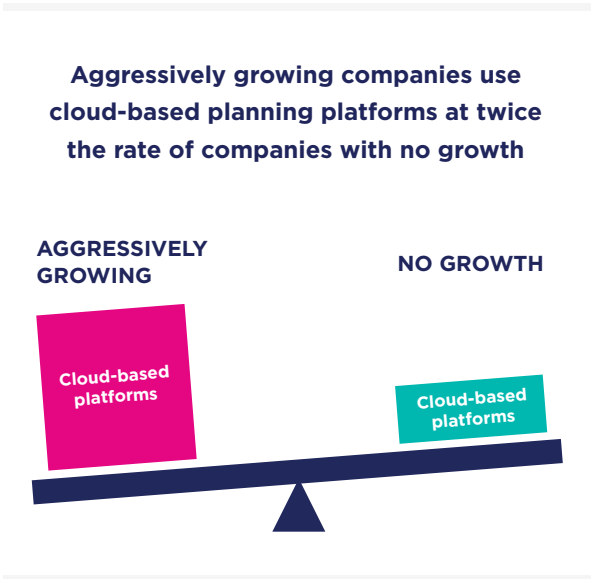 Aggressively growing companies use
cloud-based planning platforms at twice
the rate of companies with no growth
AGGRESSIVELY
GROWING
NO GROWTH
Cloud-based
platforms
Cloud-based
platforms